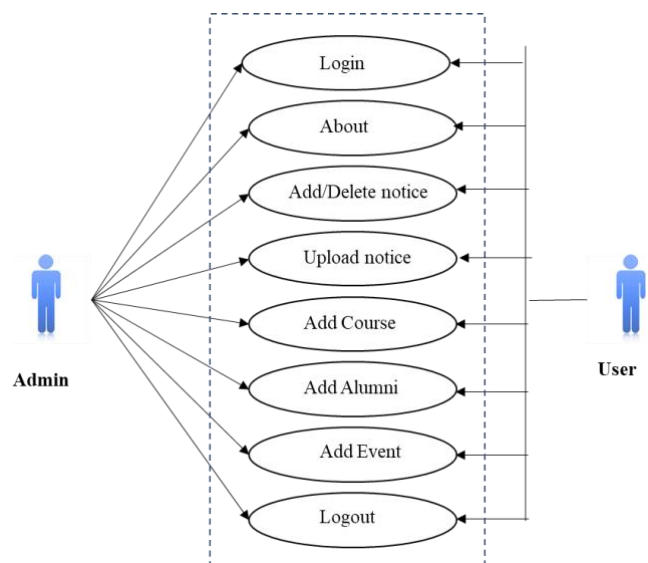 Login
About
Add/Delete notice
Upload notice
Add Course
Admin
User
Add Alumni
Add Event
Logout